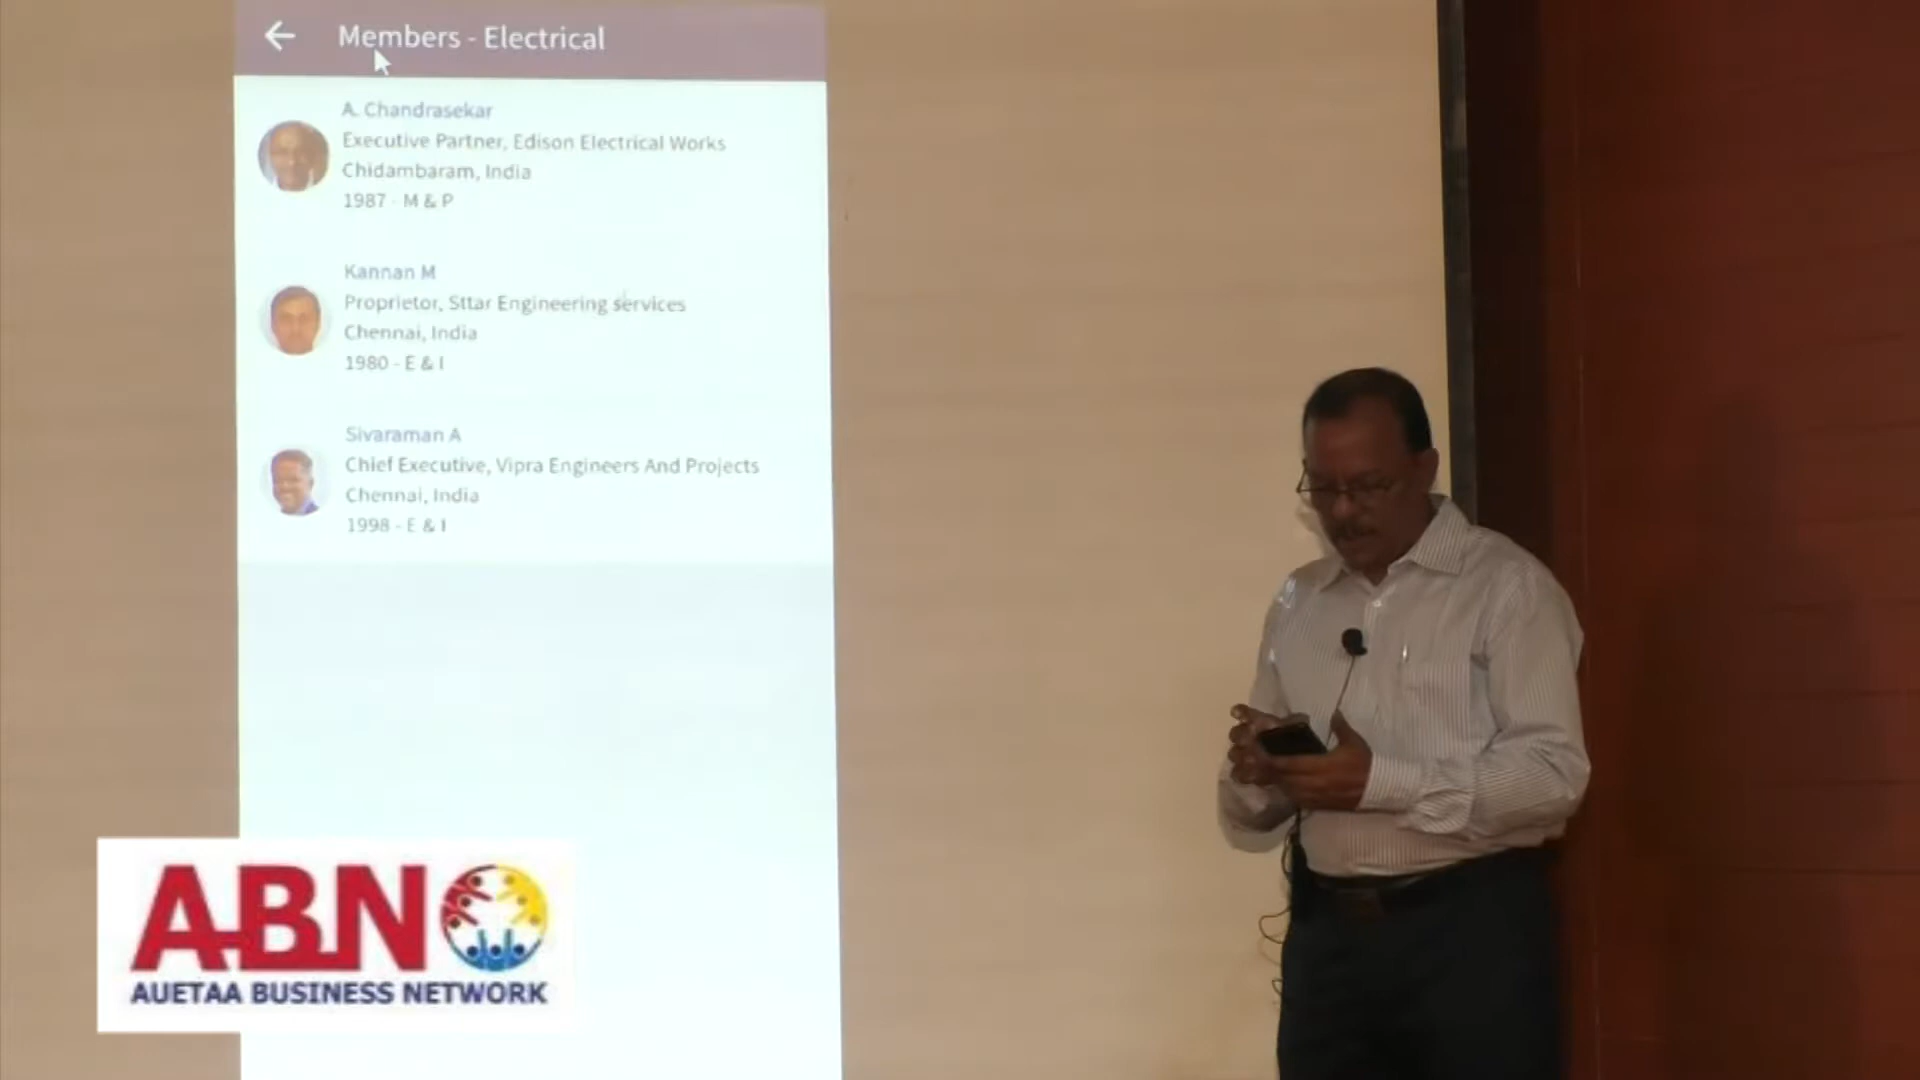 Members - Electrical
A. Chandrasekar
Executive Partner, Edison Electrical Works
Chidambaram, India
1987 - M & P
Kannan M
Proprietor, Sttar Engineering services
Chennai, India
1980 - E & I
Sivaraman A
Chief Executive, Vipra Engineers And Projects
Chennai, India
1998 - E & I
ABN
AUETAA BUSINESS NETWORK